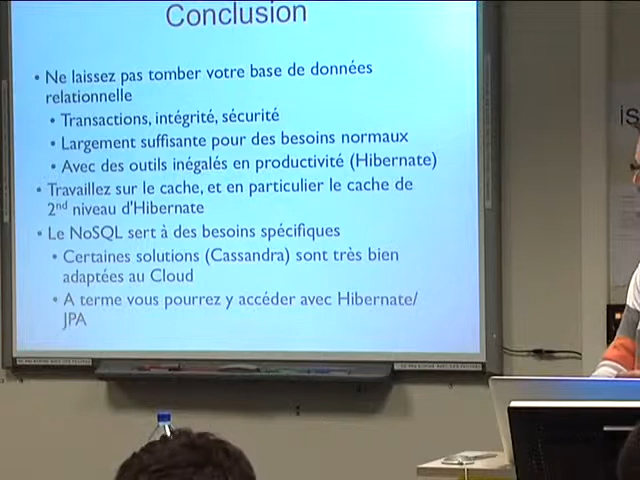 Conclusion
• Ne laissez pas tomber votre base de données
relationnelle
• Transactions, intégrité, sécurité
• Largement suffisante pour des besoins normaux
• Avec des outils inégalés en productivité (Hibernate)
• Travaillez sur le cache, et en particulier le cache de
2nd niveau d'Hibernate
• Le NoSQL sert à des besoins spécifiques
• Certaines solutions (Cassandra) sont très bien
adaptées au Cloud
• A terme vous pourrez y accéder avec Hibernate/
JPA
is